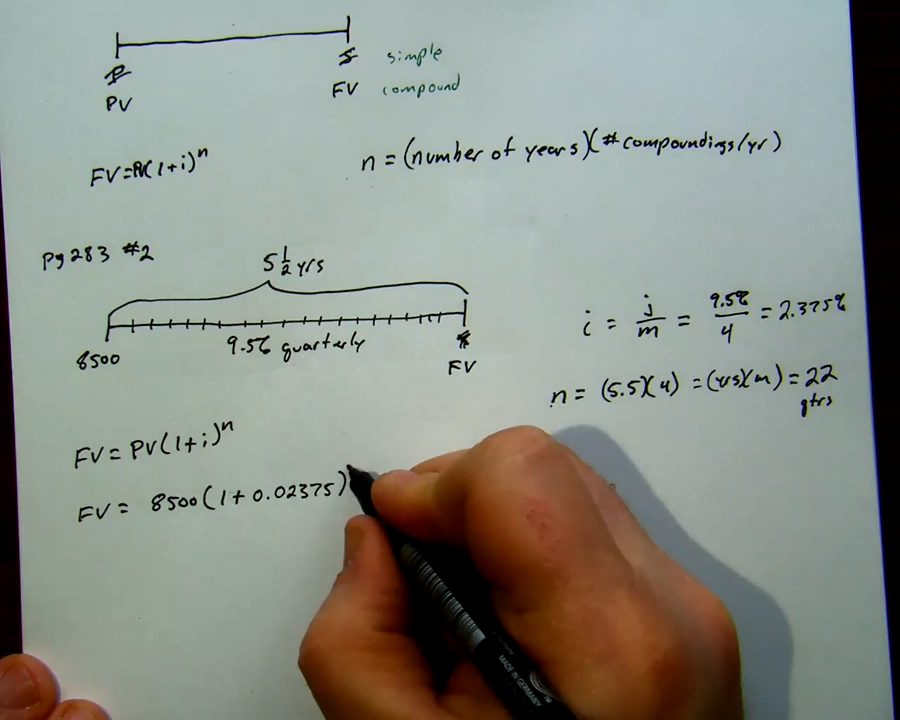 P S simple
PV FV compound
FV=PV(1+i)^n n = (number of years)(# compoundings/yr)
pg 283 #2
5 1/2 yrs
8500 9.5% quarterly FV
i = j/m = 9.5%/4 = 2.375%
n = (5.5)(4) = (yrs)(m) = 22
qtrs
FV = PV(1+i)^n
FV = 8500(1+0.02375)
MADE IN GERMANY